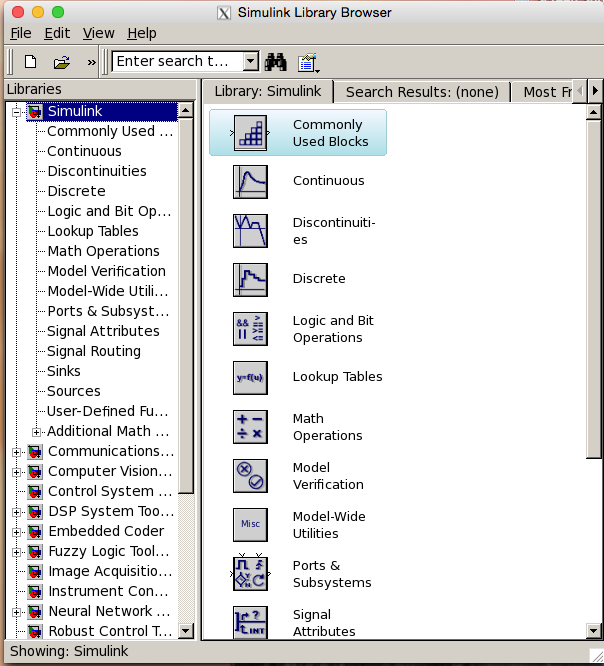 Simulink Library Browser
File Edit View Help
» Enter search t...
Libraries
Simulink
Commonly Used ...
Continuous
Discontinuities
Discrete
Logic and Bit Op...
Lookup Tables
Math Operations
Model Verification
Model-Wide Utili...
Ports & Subsyst...
Signal Attributes
Signal Routing
Sinks
Sources
User-Defined Fu...
Additional Math ...
Communications...
Computer Vision...
Control System ...
DSP System Too...
Embedded Coder
Fuzzy Logic Tool...
Image Acquisitio...
Instrument Con...
Neural Network ...
Robust Control T...
Library: Simulink Search Results: (none) Most Fr
Commonly
Used Blocks
Continuous
Discontinuiti-
es
Discrete
&& || > >= == <=
Logic and Bit
Operations
y=f(u)
Lookup Tables
+ − ÷ ×
Math
Operations
Model
Verification
Misc
Model-Wide
Utilities
Ports &
Subsystems
? INT
Signal
Attributes
Showing: Simulink